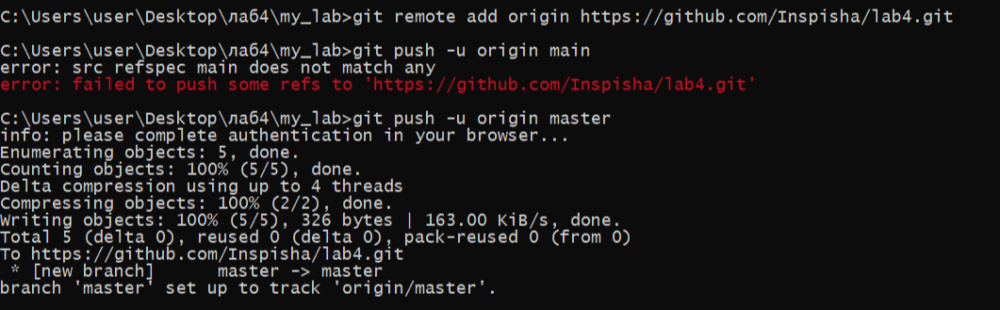 C:\Users\user\Desktop\лаб4\my_lab>git remote add origin https://github.com/Inspisha/lab4.git
C:\Users\user\Desktop\лаб4\my_lab>git push -u origin main
error: src refspec main does not match any
error: failed to push some refs to 'https://github.com/Inspisha/lab4.git'
C:\Users\user\Desktop\лаб4\my_lab>git push -u origin master
info: please complete authentication in your browser...
Enumerating objects: 5, done.
Counting objects: 100% (5/5), done.
Delta compression using up to 4 threads
Compressing objects: 100% (2/2), done.
Writing objects: 100% (5/5), 326 bytes | 163.00 KiB/s, done.
Total 5 (delta 0), reused 0 (delta 0), pack-reused 0 (from 0)
To https://github.com/Inspisha/lab4.git
 * [new branch]      master -> master
branch 'master' set up to track 'origin/master'.